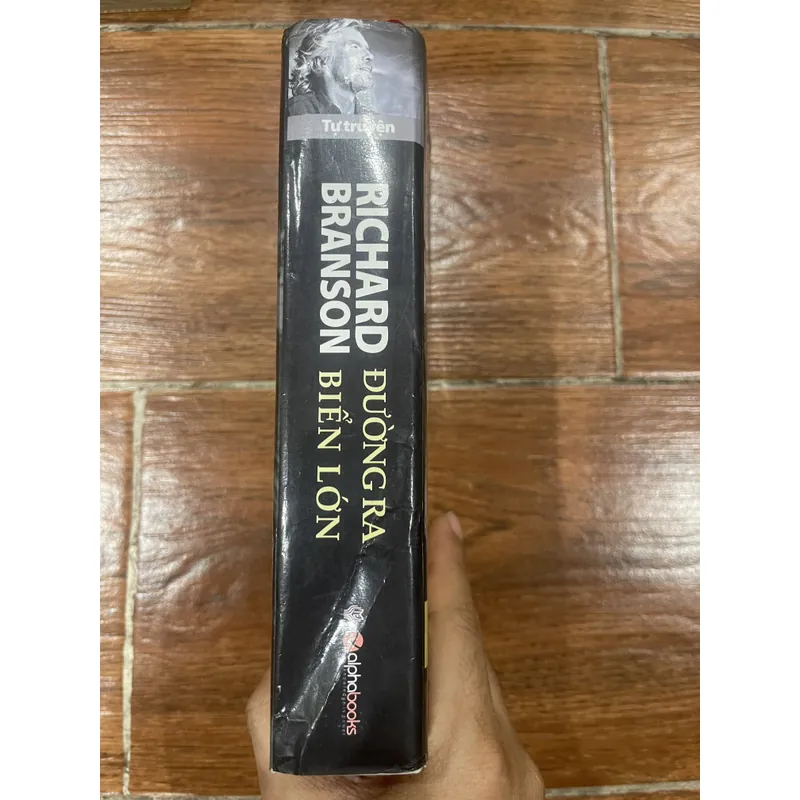 Tự truyện
RICHARD
BRANSON
ĐƯỜNG RA
BIỂN LỚN
alphabooks